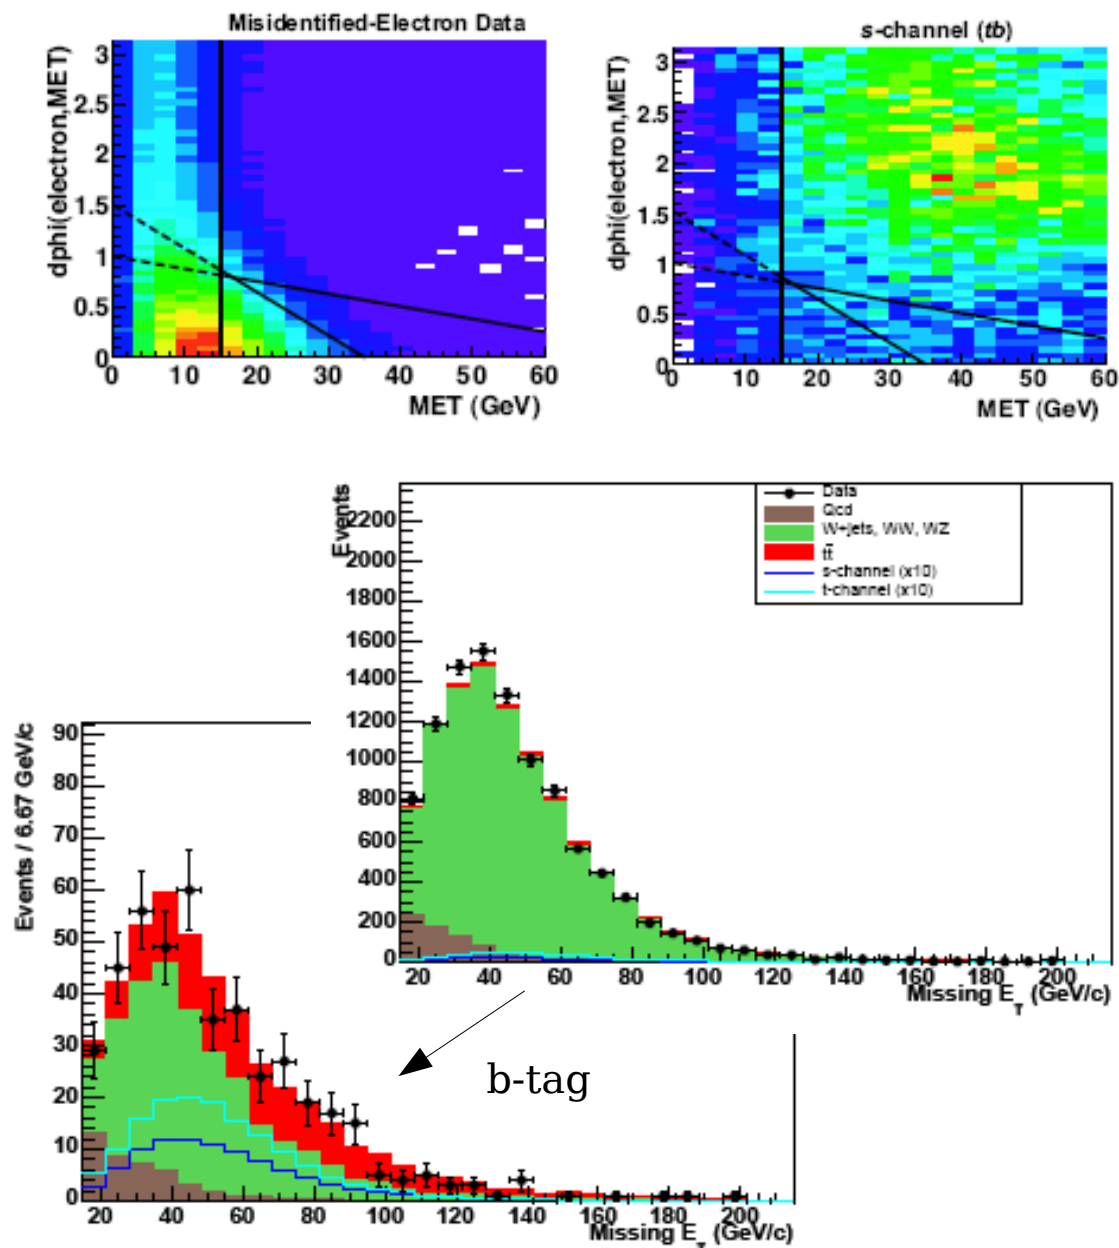 Misidentified-Electron Data
dphi(electron,MET)
3
2.5
2
1.5
1
0.5
0
0 10 20 30 40 50 60
MET (GeV)
s-channel (tb)
dphi(electron,MET)
3
2.5
2
1.5
1
0.5
0
0 10 20 30 40 50 60
MET (GeV)
Events
2200
2000
1800
1600
1400
1200
1000
800
600
400
200
0
20 40 60 80 100 120 140 160 180 200
Missing E_T (GeV/c)
Data
Qcd
W+jets, WW, WZ
tt̄
s-channel (x10)
t-channel (x10)
Events / 6.67 GeV/c
90
80
70
60
50
40
30
20
10
0
20 40 60 80 100 120 140 160 180 200
Missing E_T (GeV/c)
b-tag